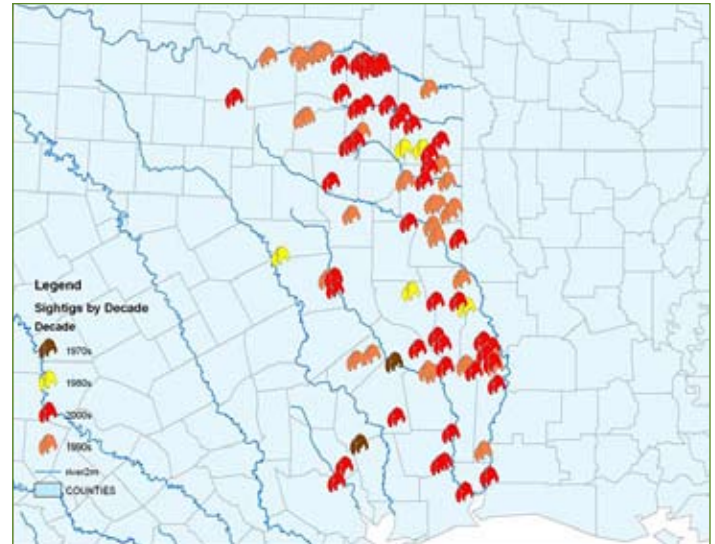 Legend
Sightigs by Decade
Decade
1970s
1980s
2000s
1990s
river2m
COUNTIES